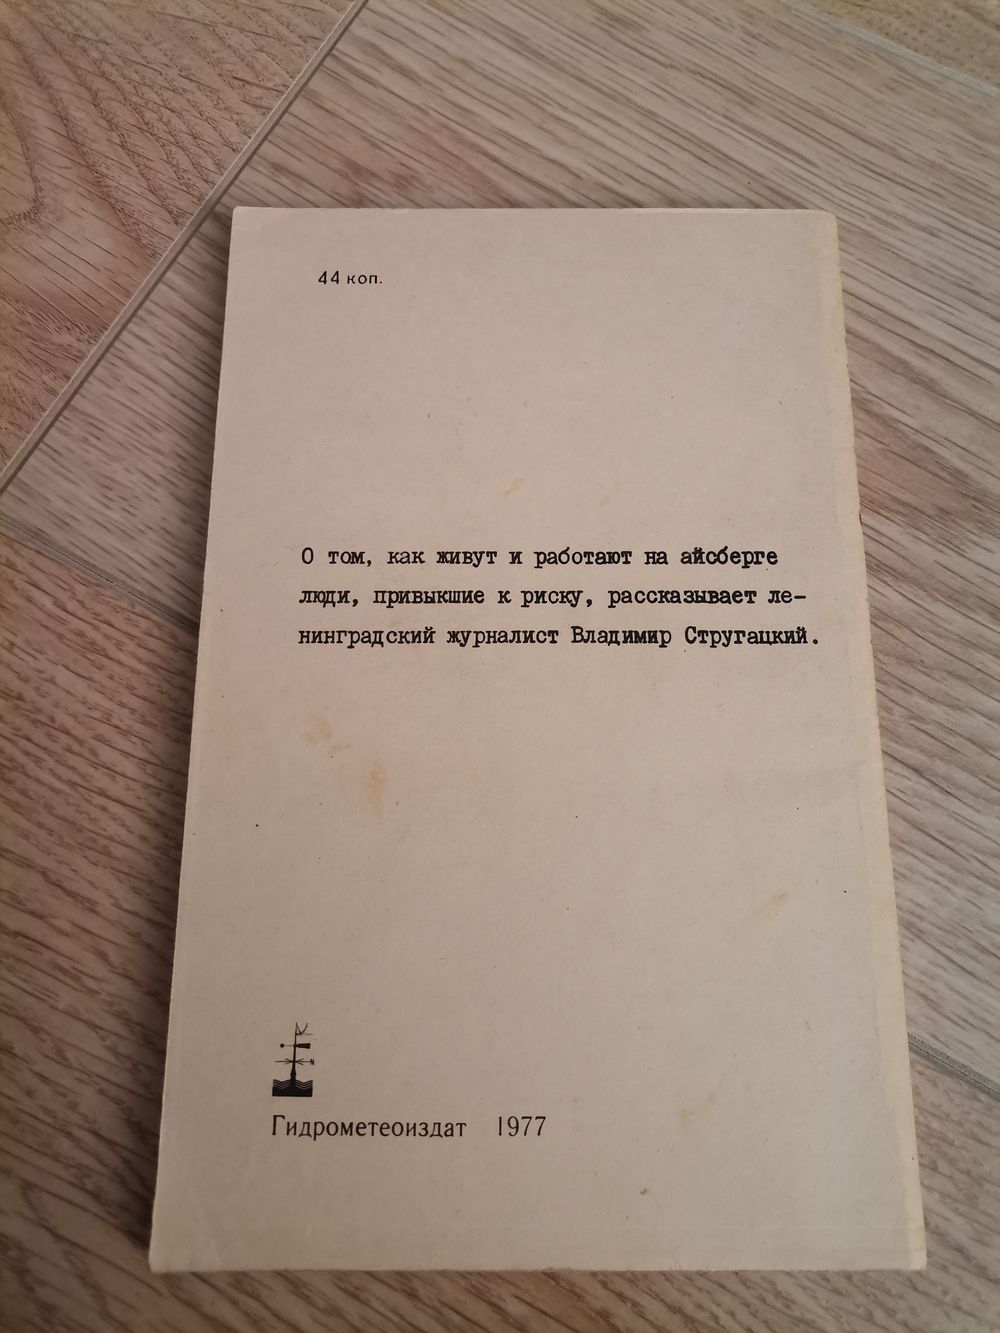 44 коп.
О том, как живут и работают на айсберге
люди, привыкшие к риску, рассказывает ле-
нинградский журналист Владимир Стругацкий.
N
Гидрометеоиздат 1977